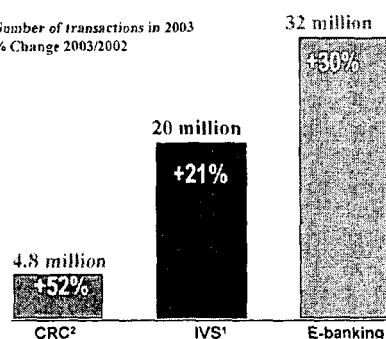 Number of transactions in 2003
% Change 2003/2002
32 million
+30%
20 million
+21%
4.8 million
+52%
CRC²
IVS¹
E-banking